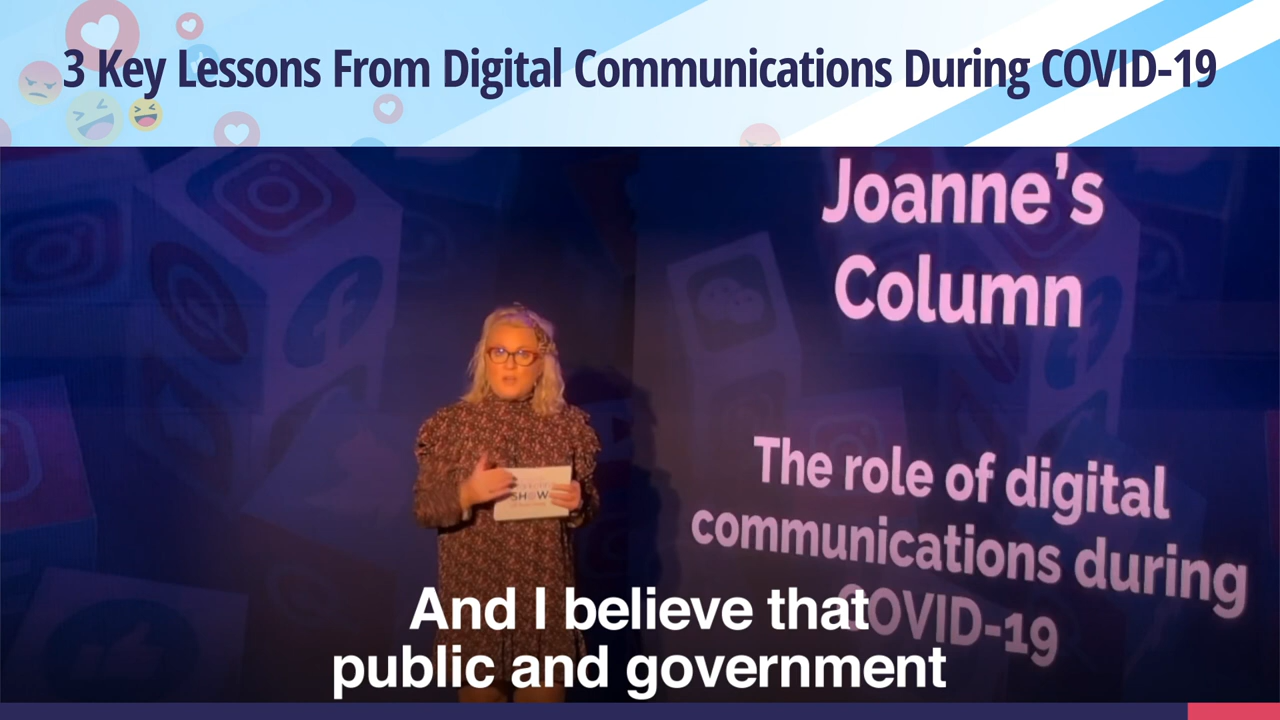 3 Key Lessons From Digital Communications During COVID-19
Joanne's
Column
The role of digital
communications during
COVID-19
SHOW
And I believe that
public and government